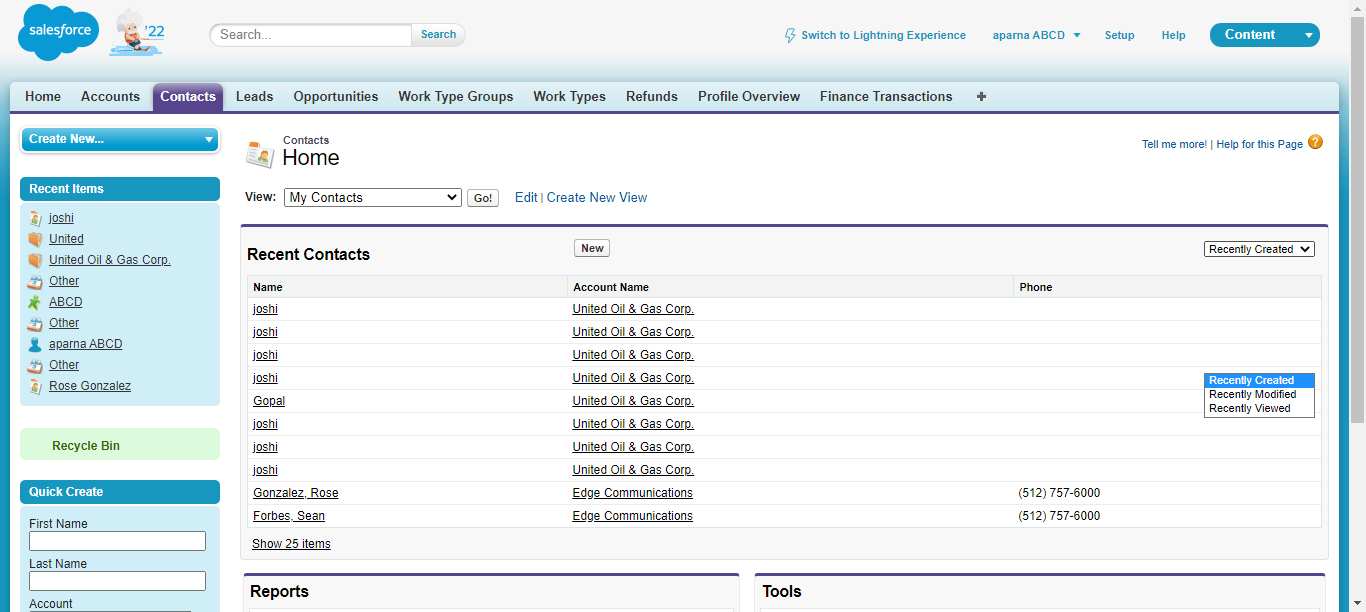 salesforce
'22
Search...
Search
Switch to Lightning Experience
aparna ABCD
Setup
Help
Content
Home Accounts Contacts Leads Opportunities Work Type Groups Work Types Refunds Profile Overview Finance Transactions +
Create New...
Recent Items
joshi
United
United Oil & Gas Corp.
Other
ABCD
Other
aparna ABCD
Other
Rose Gonzalez
Recycle Bin
Quick Create
First Name
Last Name
Account
Contacts
Home
Tell me more! | Help for this Page ?
View: My Contacts Go! Edit | Create New View
Recent Contacts New Recently Created
Name Account Name Phone
joshi United Oil & Gas Corp.
joshi United Oil & Gas Corp.
joshi United Oil & Gas Corp.
joshi United Oil & Gas Corp.
Gopal United Oil & Gas Corp.
joshi United Oil & Gas Corp.
joshi United Oil & Gas Corp.
joshi United Oil & Gas Corp.
Gonzalez, Rose Edge Communications (512) 757-6000
Forbes, Sean Edge Communications (512) 757-6000
Recently Created
Recently Modified
Recently Viewed
Show 25 items
Reports
Tools